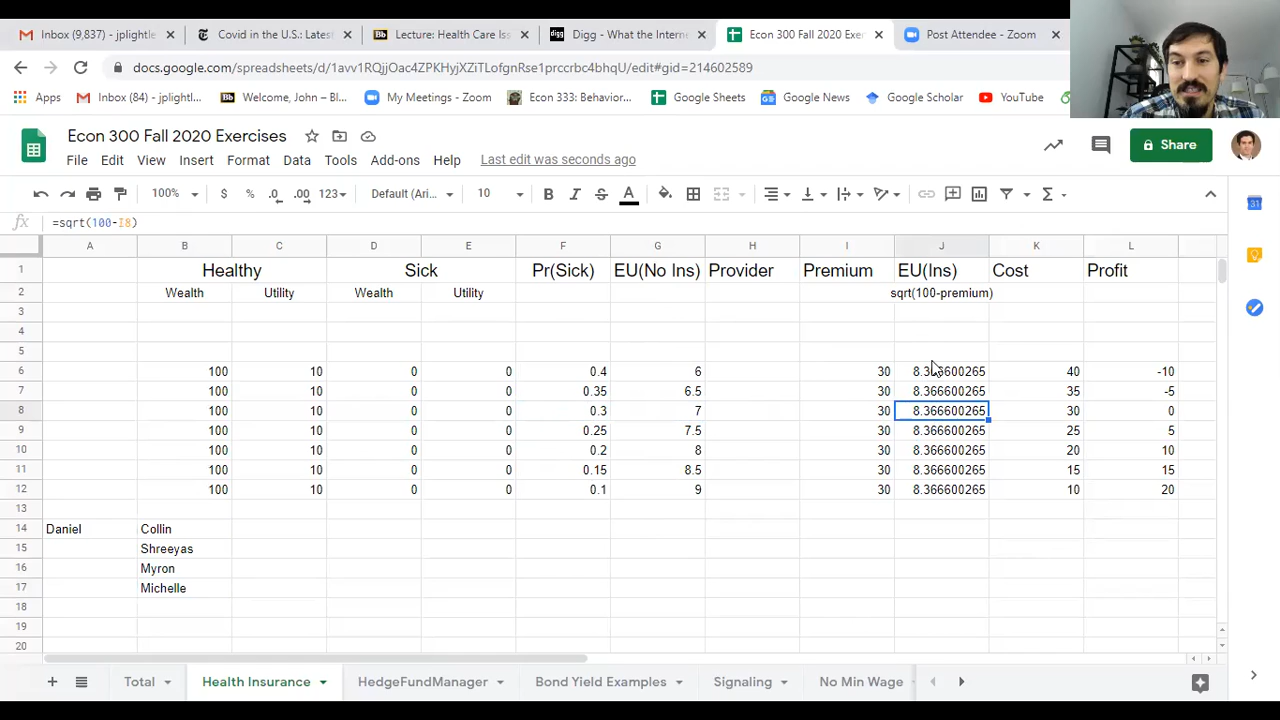 Inbox (9,837) - jplightl
Covid in the U.S.: Latest
Lecture: Health Care Iss
Digg - What the Interne
Econ 300 Fall 2020 Exer
Post Attendee - Zoom
docs.google.com/spreadsheets/d/1avv1RQjjOac4ZPKHyjXZiTLofgnRse1prccrbc4bhqU/edit#gid=214602589
Apps
Inbox (84) - jplightl...
Welcome, John – Bl...
My Meetings - Zoom
Econ 333: Behavior...
Google Sheets
Google News
Google Scholar
YouTube
Econ 300 Fall 2020 Exercises
File Edit View Insert Format Data Tools Add-ons Help Last edit was seconds ago
Share
100% $ % .0 .00 123 Default (Ari... 10 B I S A
fx =sqrt(100-I8)
A B C D E F G H I J K L
1 Healthy Sick Pr(Sick) EU(No Ins) Provider Premium EU(Ins) Cost Profit
2 Wealth Utility Wealth Utility sqrt(100-premium)
3
4
5
6 100 10 0 0 0.4 6 30 8.366600265 40 -10
7 100 10 0 0 0.35 6.5 30 8.366600265 35 -5
8 100 10 0 0 0.3 7 30 8.366600265 30 0
9 100 10 0 0 0.25 7.5 30 8.366600265 25 5
10 100 10 0 0 0.2 8 30 8.366600265 20 10
11 100 10 0 0 0.15 8.5 30 8.366600265 15 15
12 100 10 0 0 0.1 9 30 8.366600265 10 20
13
14 Daniel Collin
15 Shreeyas
16 Myron
17 Michelle
18
19
20
Total Health Insurance HedgeFundManager Bond Yield Examples Signaling No Min Wage